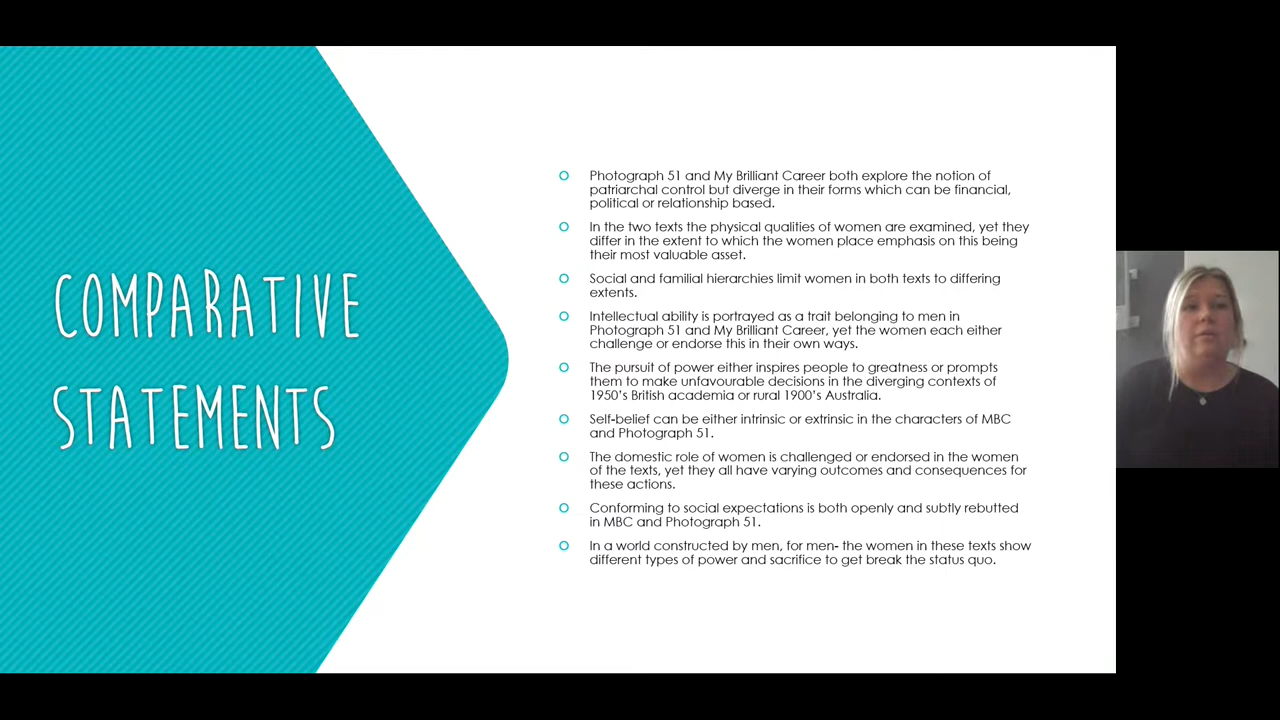 COMPARATIVE
STATEMENTS
O Photograph 51 and My Brilliant Career both explore the notion of
patriarchal control but diverge in their forms which can be financial,
political or relationship based.
O In the two texts the physical qualities of women are examined, yet they
differ in the extent to which the women place emphasis on this being
their most valuable asset.
O Social and familial hierarchies limit women in both texts to differing
extents.
O Intellectual ability is portrayed as a trait belonging to men in
Photograph 51 and My Brilliant Career, yet the women each either
challenge or endorse this in their own ways.
O The pursuit of power either inspires people to greatness or prompts
them to make unfavourable decisions in the diverging contexts of
1950's British academia or rural 1900's Australia.
O Self-belief can be either intrinsic or extrinsic in the characters of MBC
and Photograph 51.
O The domestic role of women is challenged or endorsed in the women
of the texts, yet they all have varying outcomes and consequences for
these actions.
O Conforming to social expectations is both openly and subtly rebutted
in MBC and Photograph 51.
O In a world constructed by men, for men- the women in these texts show
different types of power and sacrifice to get break the status quo.